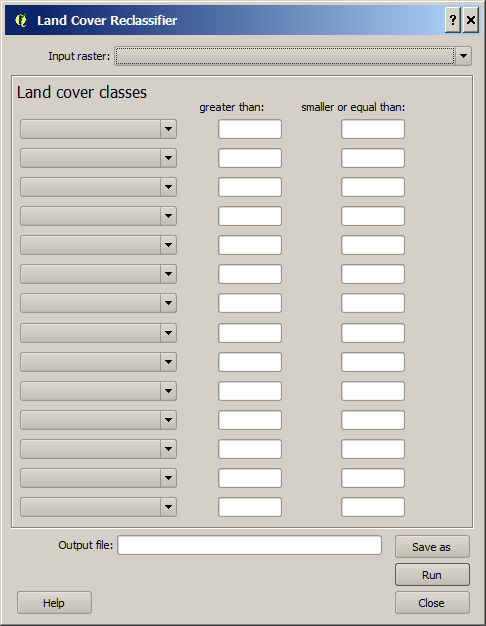 Land Cover Reclassifier
?
Input raster:
Land cover classes
greater than:
smaller or equal than:
Output file:
Save as
Run
Help
Close